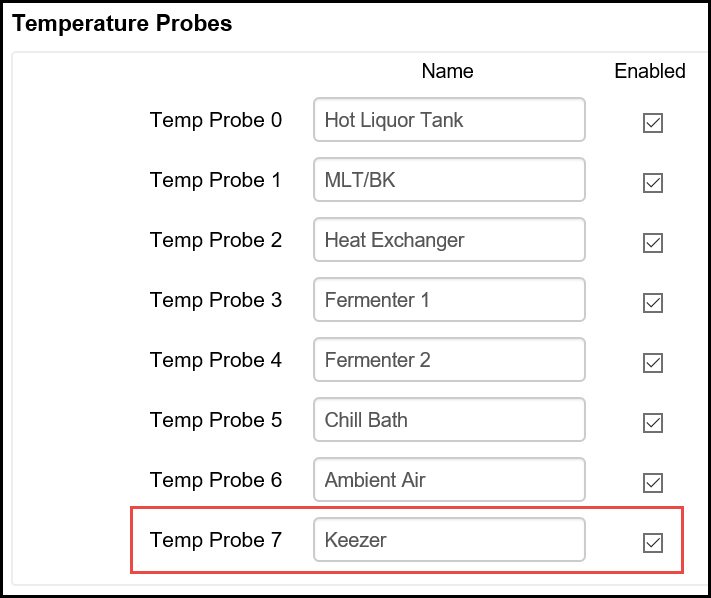 Temperature Probes
Name Enabled
Temp Probe 0 Hot Liquor Tank
Temp Probe 1 MLT/BK
Temp Probe 2 Heat Exchanger
Temp Probe 3 Fermenter 1
Temp Probe 4 Fermenter 2
Temp Probe 5 Chill Bath
Temp Probe 6 Ambient Air
Temp Probe 7 Keezer